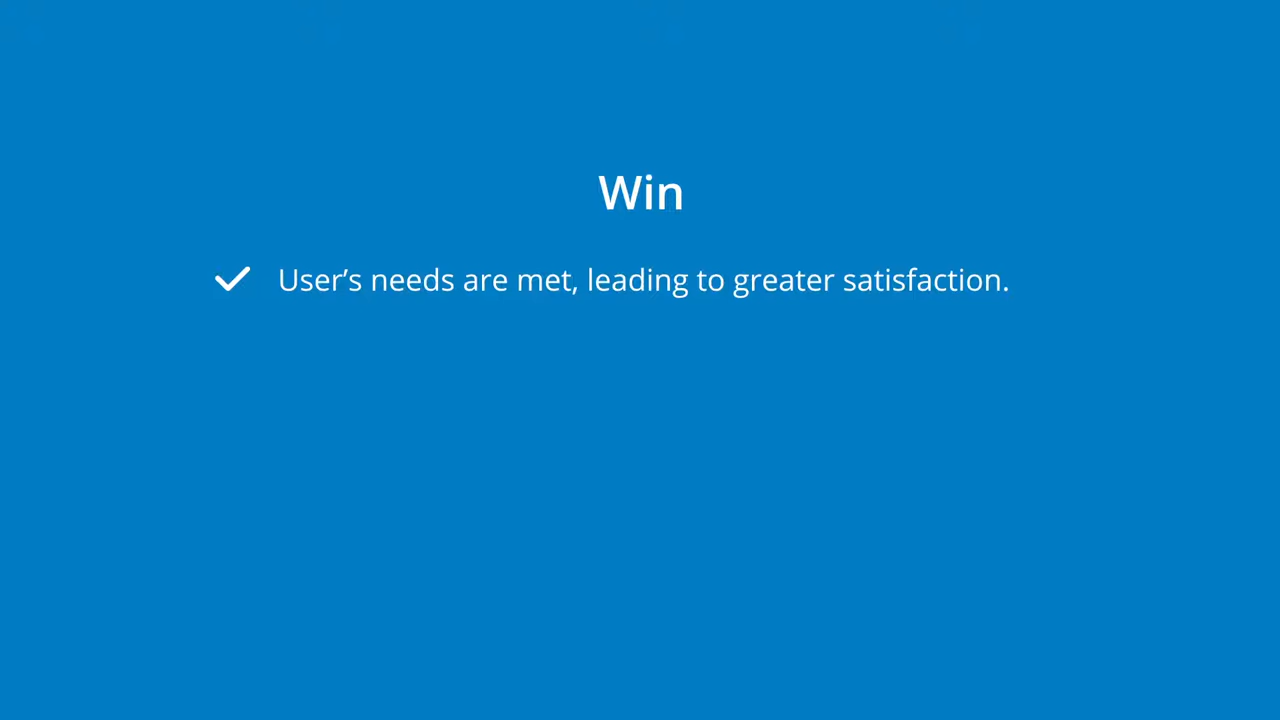 Win
User’s needs are met, leading to greater satisfaction.